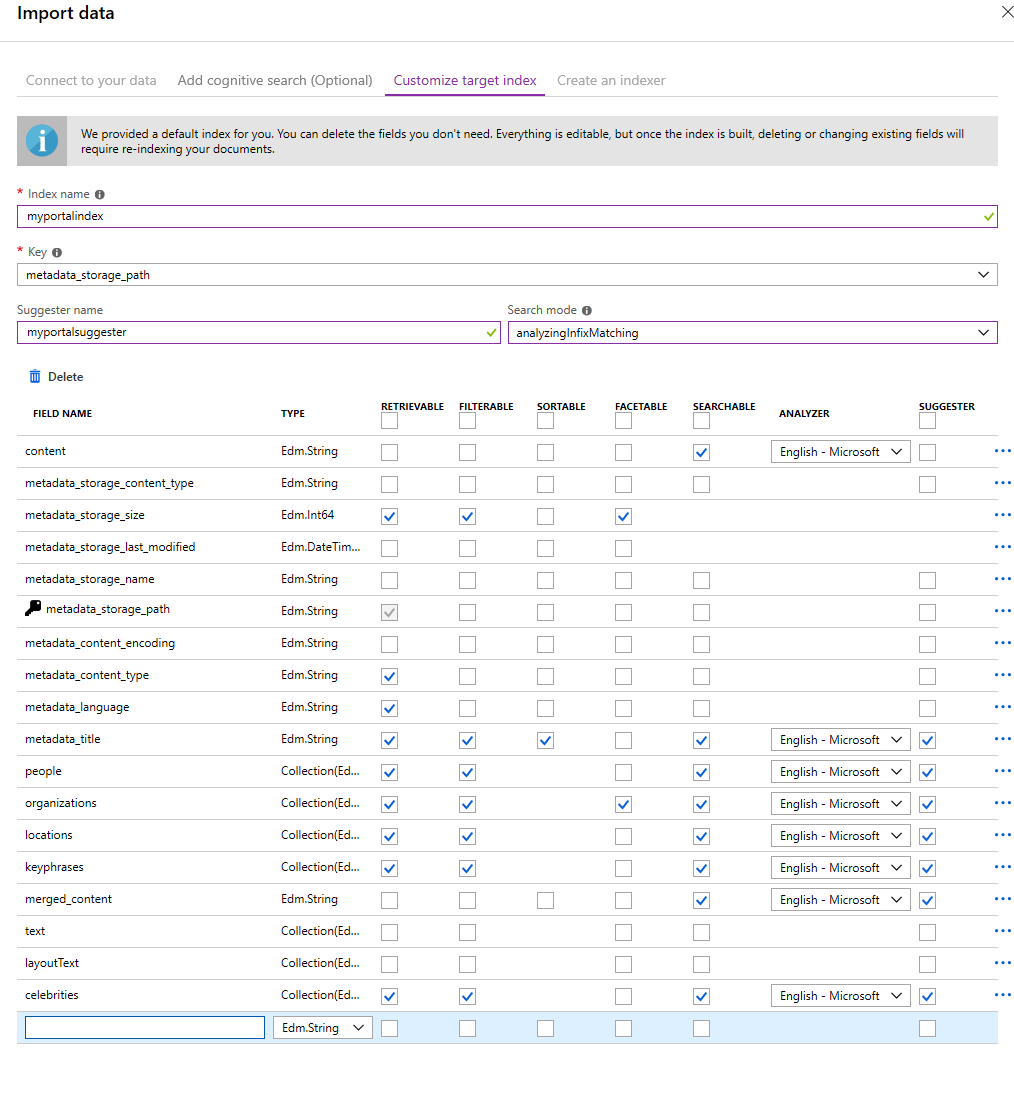 Import data
Connect to your data Add cognitive search (Optional) Customize target index Create an indexer
We provided a default index for you. You can delete the fields you don't need. Everything is editable, but once the index is built, deleting or changing existing fields will
require re-indexing your documents.
* Index name
myportalindex
* Key
metadata_storage_path
Suggester name Search mode
myportalsuggester analyzingInfixMatching
Delete
FIELD NAME TYPE RETRIEVABLE FILTERABLE SORTABLE FACETABLE SEARCHABLE ANALYZER SUGGESTER
content Edm.String English - Microsoft
metadata_storage_content_type Edm.String
metadata_storage_size Edm.Int64
metadata_storage_last_modified Edm.DateTim...
metadata_storage_name Edm.String
metadata_storage_path Edm.String
metadata_content_encoding Edm.String
metadata_content_type Edm.String
metadata_language Edm.String
metadata_title Edm.String English - Microsoft
people Collection(Ed... English - Microsoft
organizations Collection(Ed... English - Microsoft
locations Collection(Ed... English - Microsoft
keyphrases Collection(Ed... English - Microsoft
merged_content Edm.String English - Microsoft
text Collection(Ed...
layoutText Collection(Ed...
celebrities Collection(Ed... English - Microsoft
Edm.String